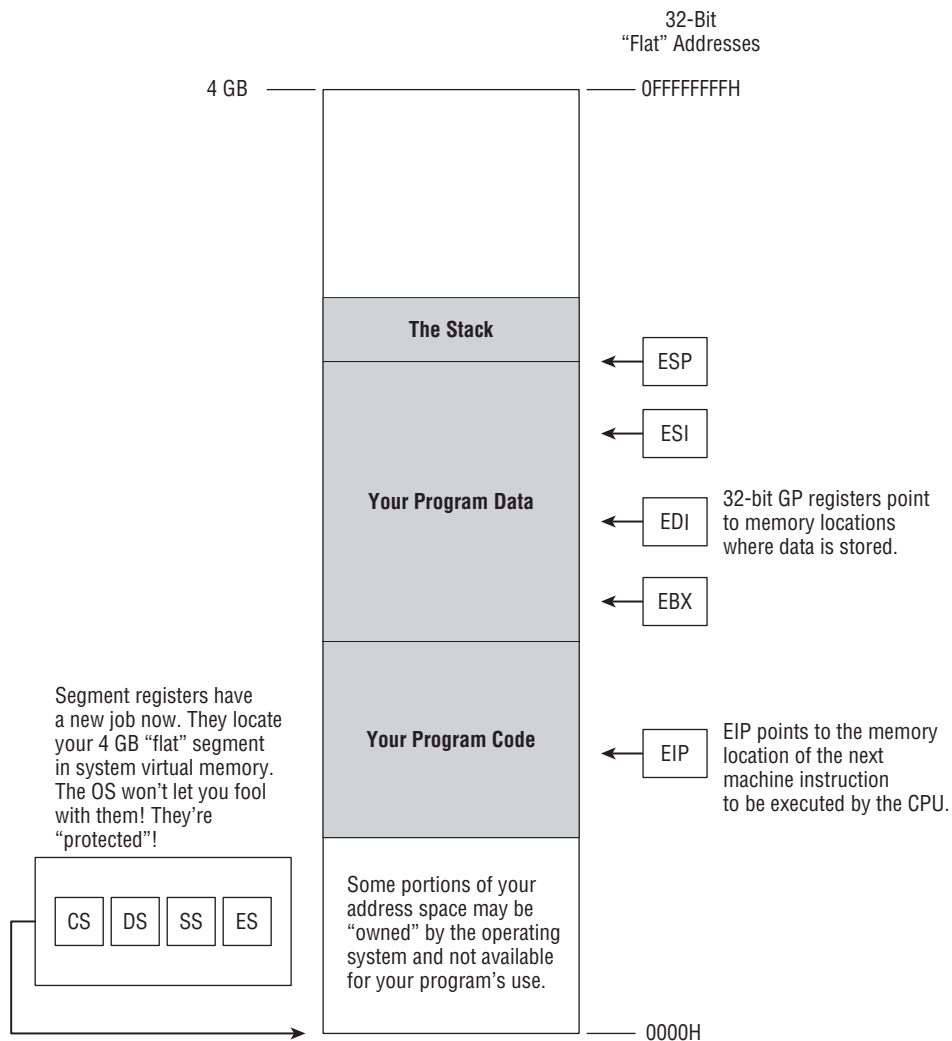 32-Bit
“Flat” Addresses
4 GB
0FFFFFFFFH
The Stack
ESP
ESI
Your Program Data
EDI
32-bit GP registers point
to memory locations
where data is stored.
EBX
Segment registers have
a new job now. They locate
your 4 GB “flat” segment
in system virtual memory.
The OS won’t let you fool
with them! They’re
“protected”!
Your Program Code
EIP
EIP points to the memory
location of the next
machine instruction
to be executed by the CPU.
CS DS SS ES
Some portions of your
address space may be
“owned” by the operating
system and not available
for your program’s use.
0000H